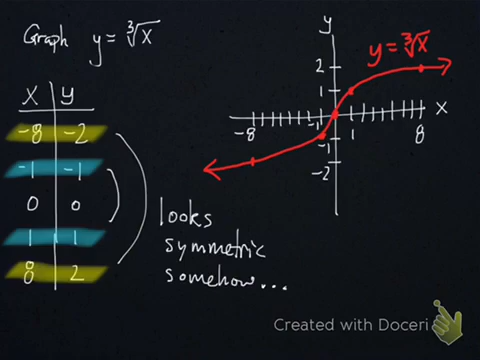 Graph y = ∛x
x y
-8 -2
-1 -1
0 0
1 1
8 2
looks
symmetric
somehow...
y
y = ∛x
2
1
x
-8
-1
1
8
-1
-2
Created with Doceri